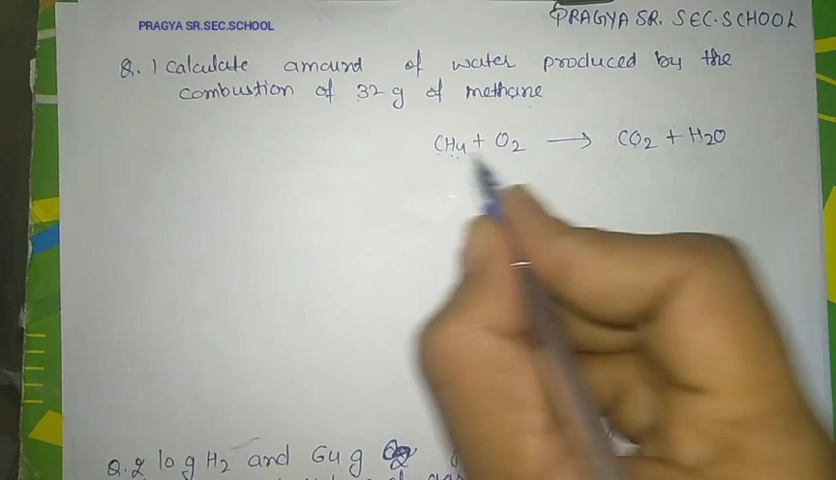 PRAGYA SR.SEC.SCHOOL
PRAGYA SR. SEC. SCHOOL
Q. 1 Calculate amound of water produced by the
combustion of 32 g of methane
CH4 + O2 → CO2 + H2O
Q. 2 10 g H2 and 64 g